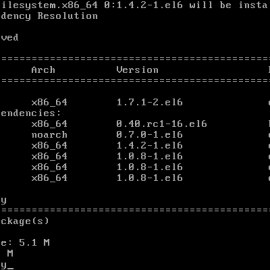 ilesystem.x86_64 0:1.4.2-1.el6 will be insta
dency Resolution
ved
================================================
Arch Version
================================================
x86_64 1.7.1-2.el6
endencies:
x86_64 0.40.rc1-16.el6
noarch 0.7.0-1.el6
x86_64 1.4.2-1.el6
x86_64 1.0.8-1.el6
x86_64 1.0.8-1.el6
x86_64 1.0.8-1.el6
y
================================================
ckage(s)
e: 5.1 M
M
y_